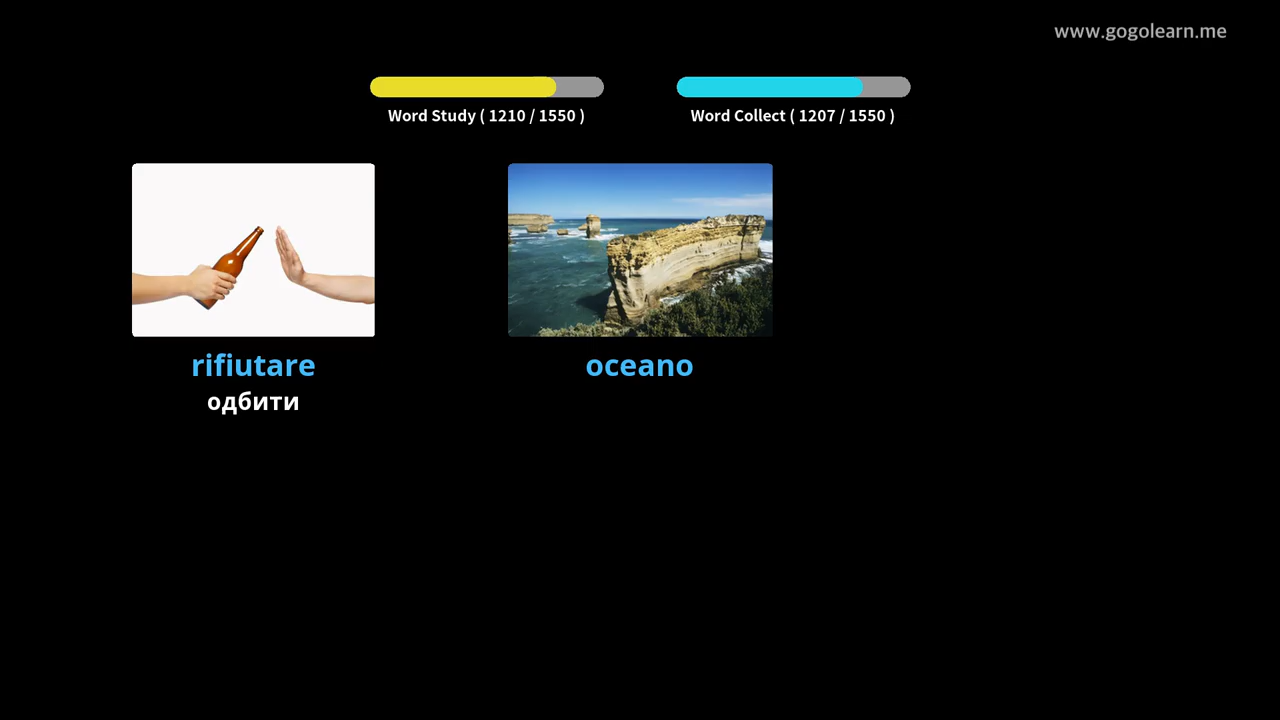 www.gogolearn.me
Word Study ( 1210 / 1550 )
Word Collect ( 1207 / 1550 )
rifiutare
одбити
oceano